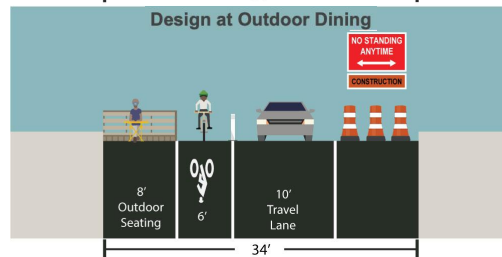 Design at Outdoor Dining
NO STANDING
ANYTIME
CONSTRUCTION
8'
Outdoor
Seating
6'
10'
Travel
Lane
34'